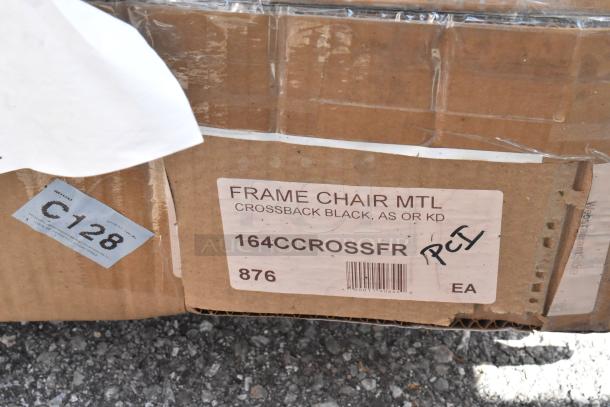 FRAME CHAIR MTL
CROSSBACK BLACK, AS OR KD
164CCROSSFR
PCI
876
EA
C128